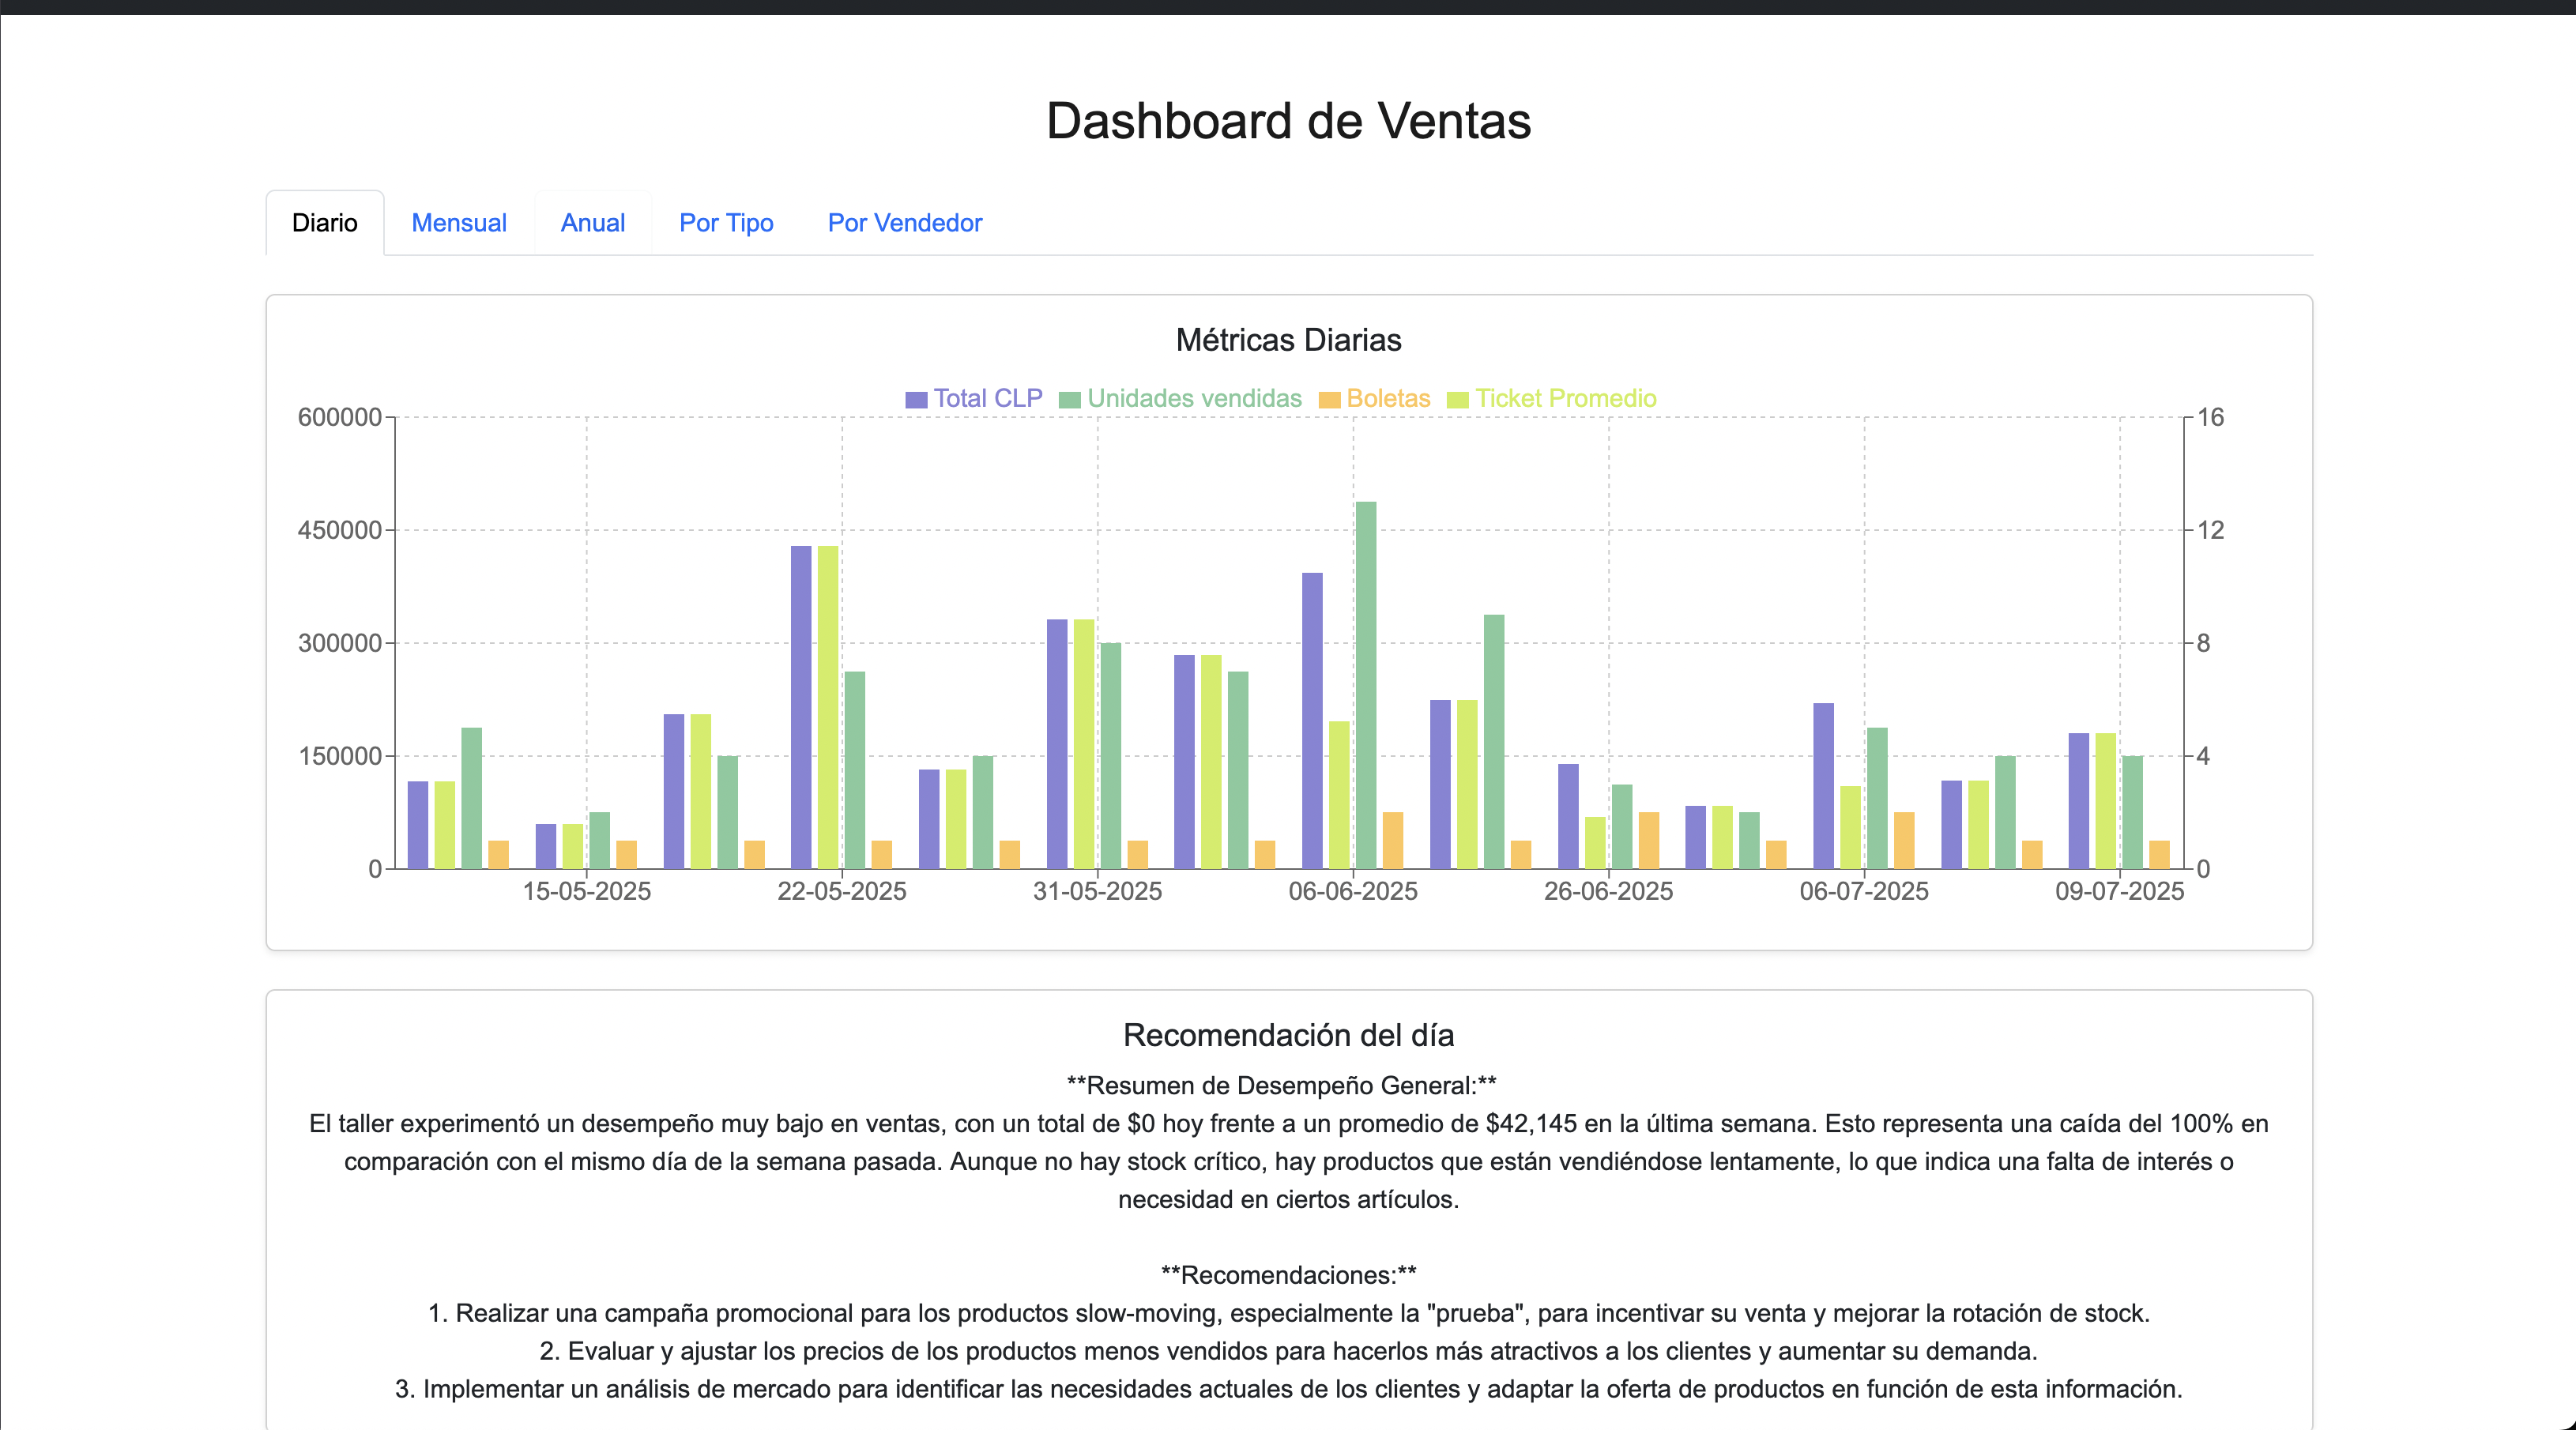 Dashboard de Ventas
Diario Mensual Anual Por Tipo Por Vendedor
Métricas Diarias
Total CLP Unidades vendidas Boletas Ticket Promedio
600000 16
450000 12
300000 8
150000 4
0 0
15-05-2025 22-05-2025 31-05-2025 06-06-2025 26-06-2025 06-07-2025 09-07-2025
Recomendación del día
**Resumen de Desempeño General:**
El taller experimentó un desempeño muy bajo en ventas, con un total de $0 hoy frente a un promedio de $42,145 en la última semana. Esto representa una caída del 100% en
comparación con el mismo día de la semana pasada. Aunque no hay stock crítico, hay productos que están vendiéndose lentamente, lo que indica una falta de interés o
necesidad en ciertos artículos.
**Recomendaciones:**
1. Realizar una campaña promocional para los productos slow-moving, especialmente la "prueba", para incentivar su venta y mejorar la rotación de stock.
2. Evaluar y ajustar los precios de los productos menos vendidos para hacerlos más atractivos a los clientes y aumentar su demanda.
3. Implementar un análisis de mercado para identificar las necesidades actuales de los clientes y adaptar la oferta de productos en función de esta información.